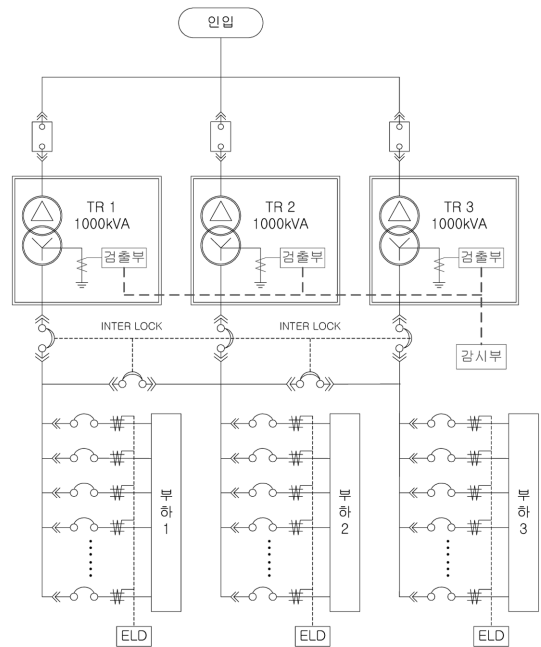 인입
TR 1
1000kVA
검출부
TR 2
1000kVA
검출부
TR 3
1000kVA
검출부
INTER LOCK
INTER LOCK
감시부
부하1
부하2
부하3
ELD
ELD
ELD